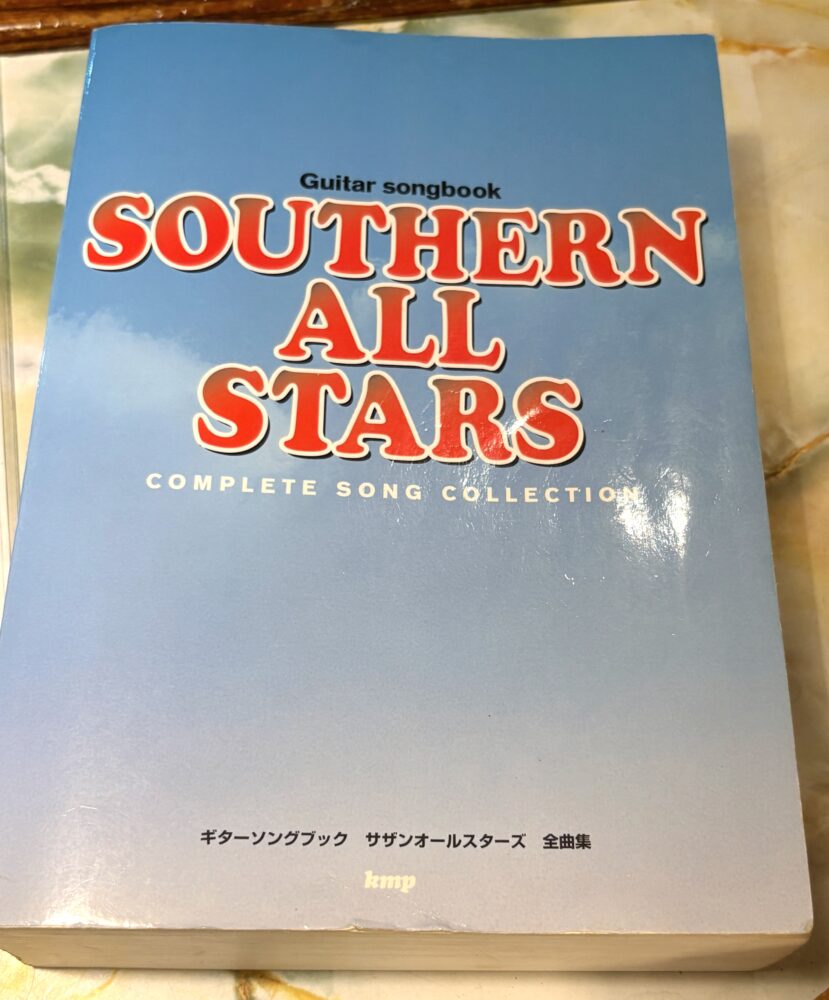 Guitar songbook
SOUTHERN
ALL
STARS
COMPLETE SONG COLLECTION
ギターソングブック　サザンオールスターズ　全曲集
kmp